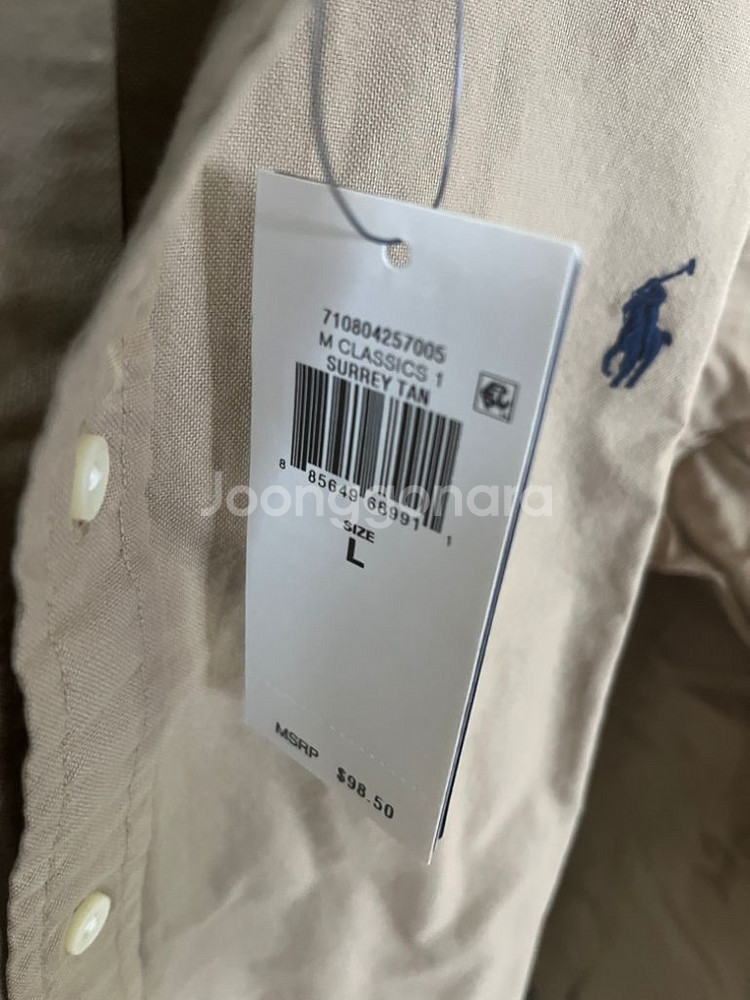 710804257005
M CLASSICS 1
SURREY TAN
8 85649 68991 1
Joonggonara
SIZE
L
MSRP $98.50